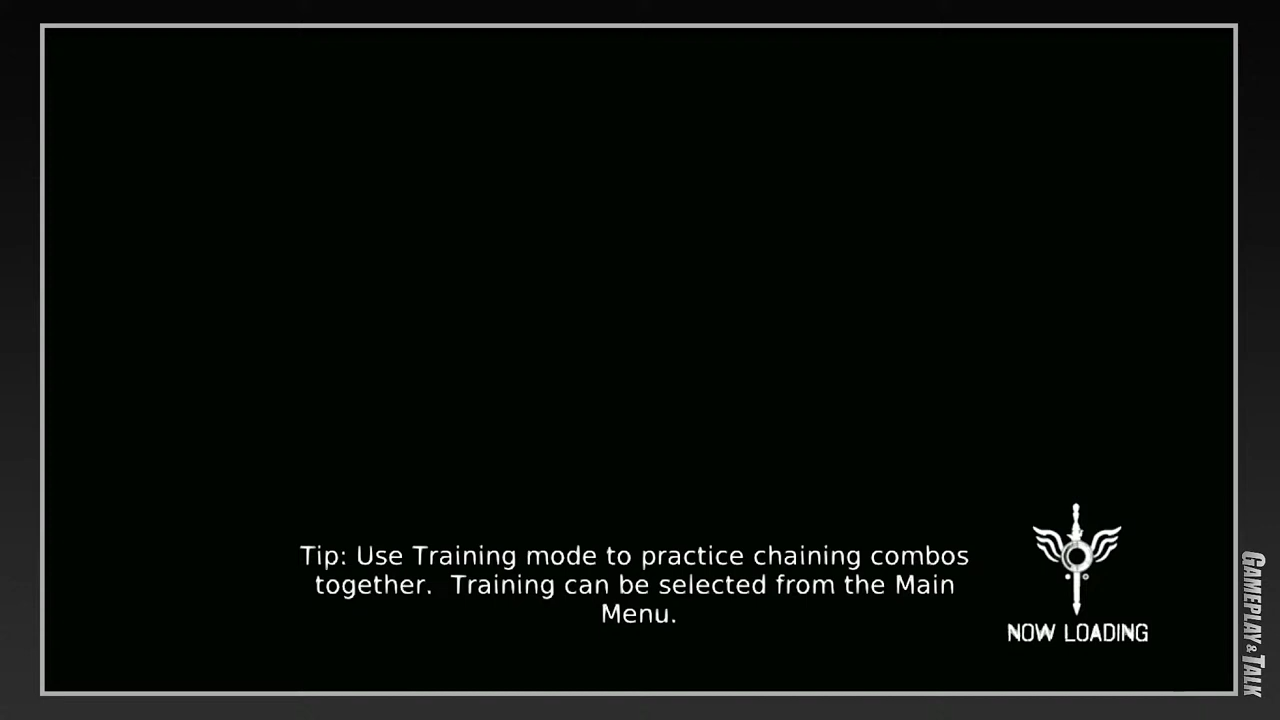 Tip: Use Training mode to practice chaining combos
together.  Training can be selected from the Main
Menu.
NOW LOADING
GAMEPLAY & TALK